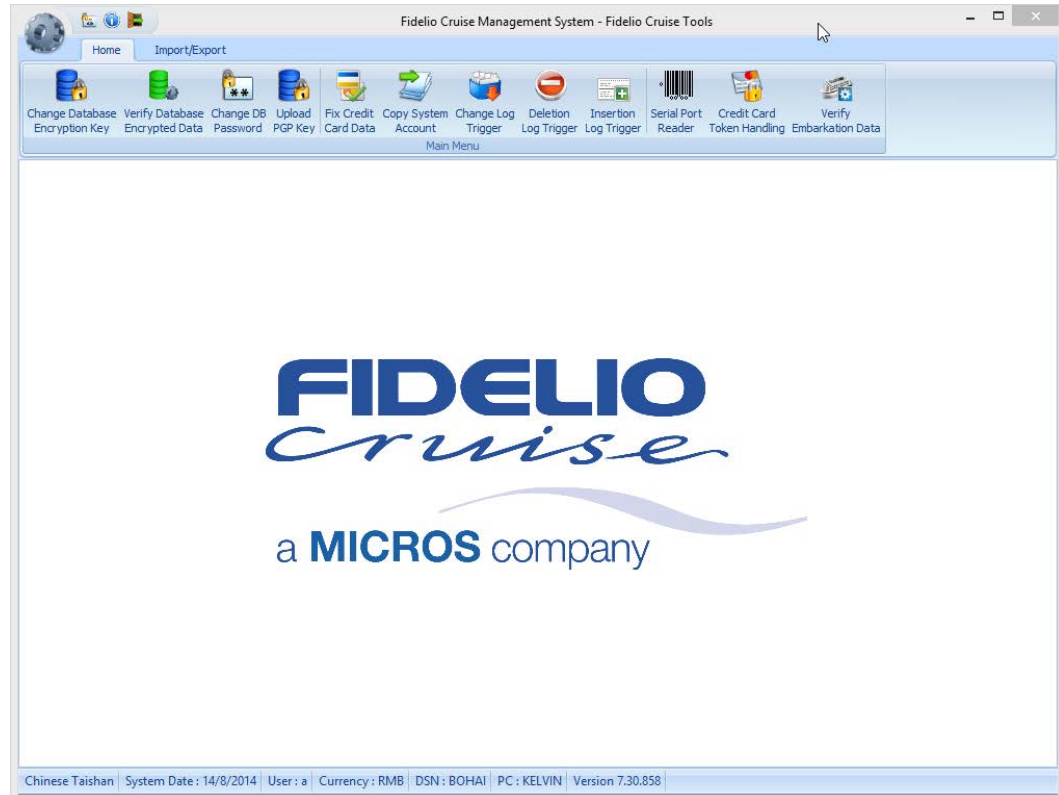 Fidelio Cruise Management System - Fidelio Cruise Tools
Home Import/Export
Change Database Encryption Key
Verify Database Encrypted Data
Change DB Password
Upload PGP Key
Fix Credit Card Data
Copy System Account
Change Log Trigger
Deletion Log Trigger
Insertion Log Trigger
Serial Port Reader
Credit Card Token Handling
Verify Embarkation Data
Main Menu
FIDELIO
Cruise
a MICROS company
Chinese Taishan System Date : 14/8/2014 User : a Currency : RMB DSN : BOHAI PC : KELVIN Version 7.30.858